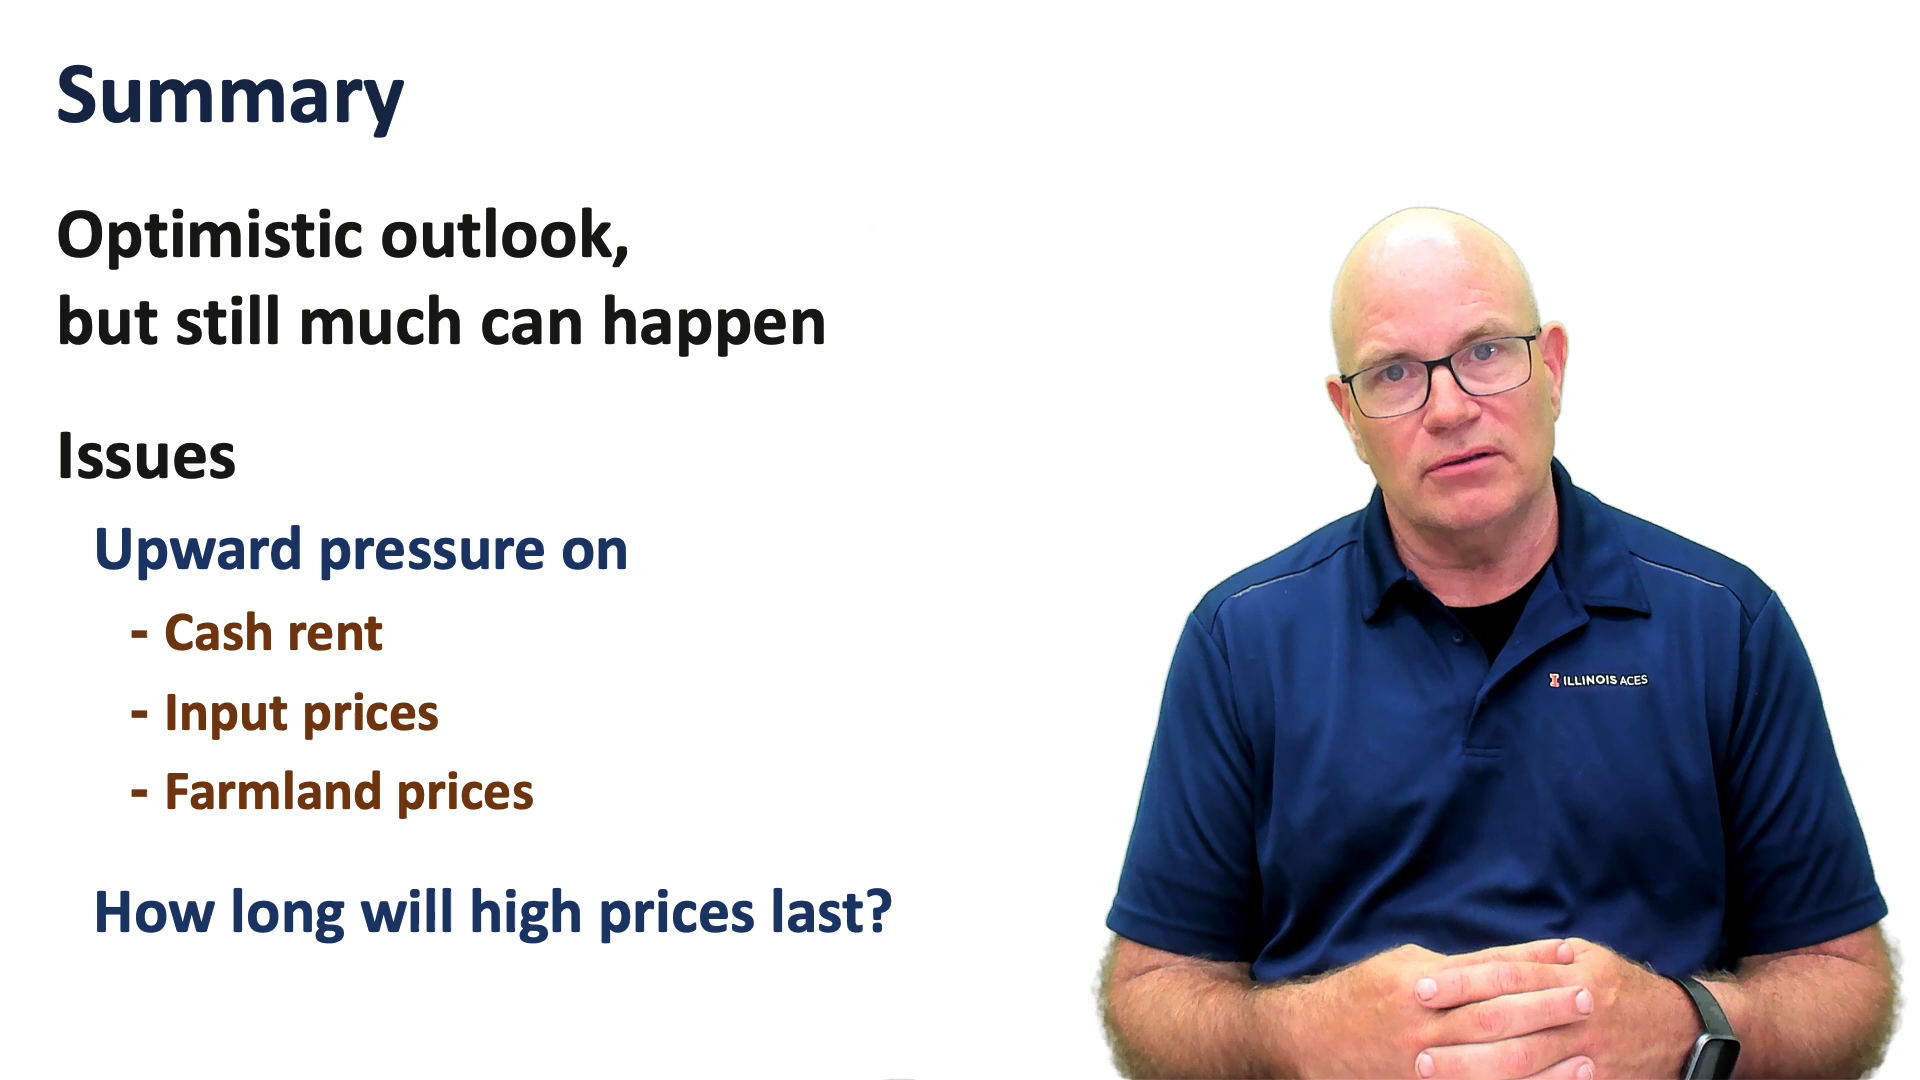 Summary
Optimistic outlook,
but still much can happen
Issues
Upward pressure on
- Cash rent
- Input prices
- Farmland prices
How long will high prices last?
I ILLINOIS ACES